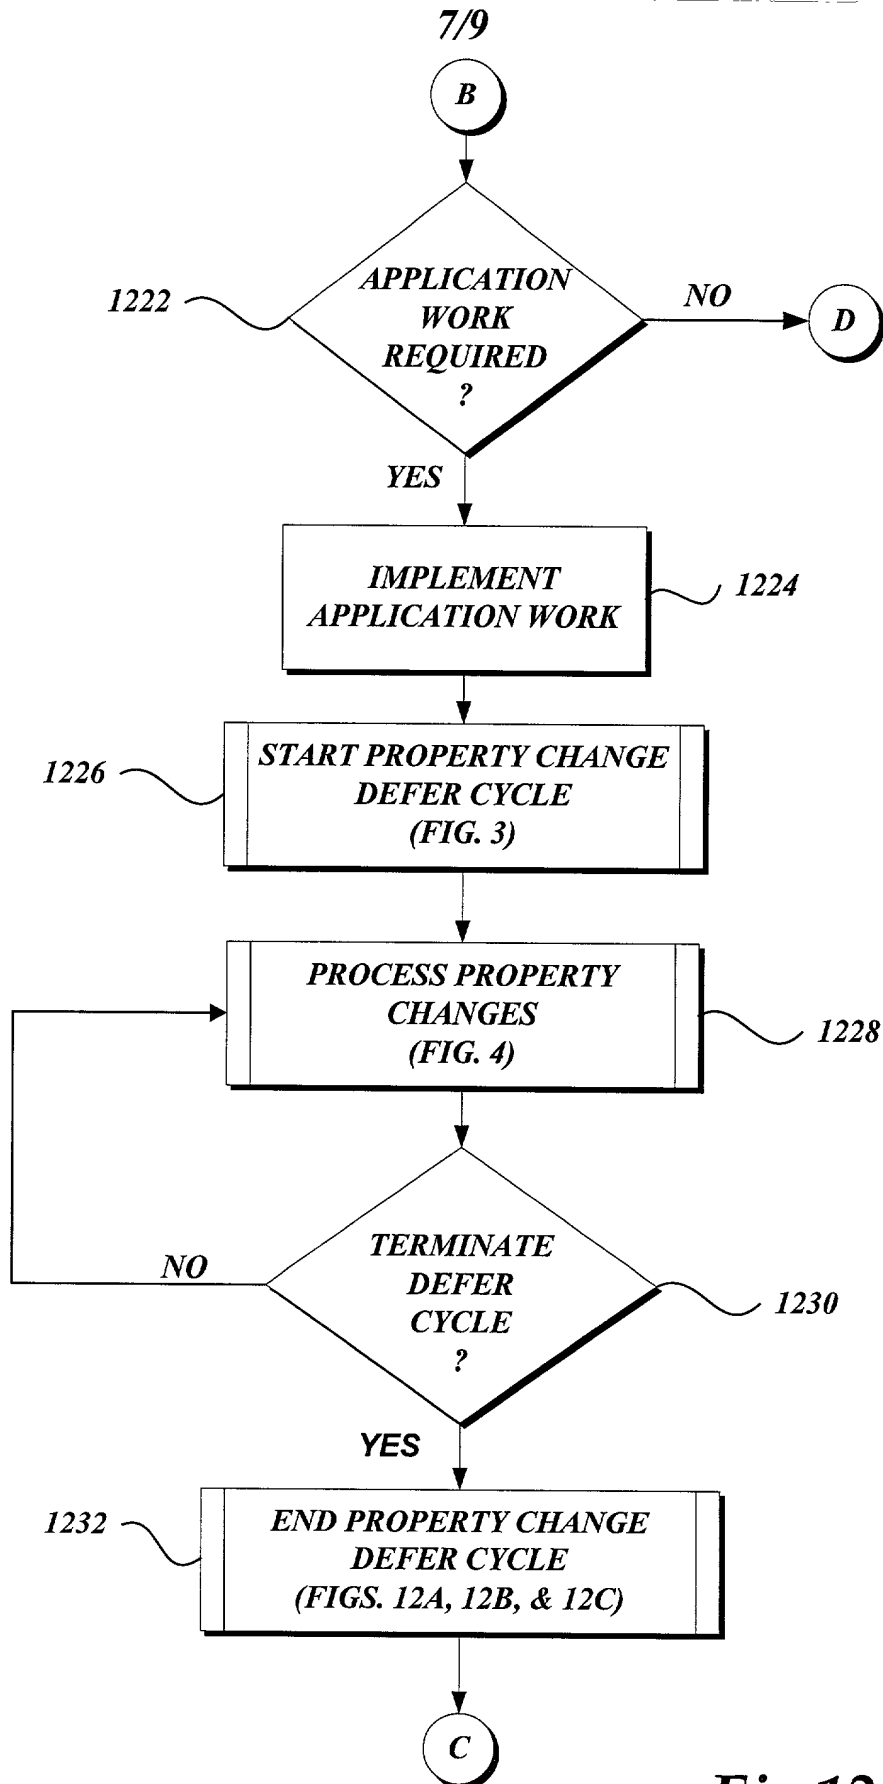 7/9
B
APPLICATION
WORK
REQUIRED
?
1222
NO
D
YES
IMPLEMENT
APPLICATION WORK
1224
START PROPERTY CHANGE
DEFER CYCLE
(FIG. 3)
1226
PROCESS PROPERTY
CHANGES
(FIG. 4)
1228
TERMINATE
DEFER
CYCLE
?
NO
1230
YES
END PROPERTY CHANGE
DEFER CYCLE
(FIGS. 12A, 12B, & 12C)
1232
C